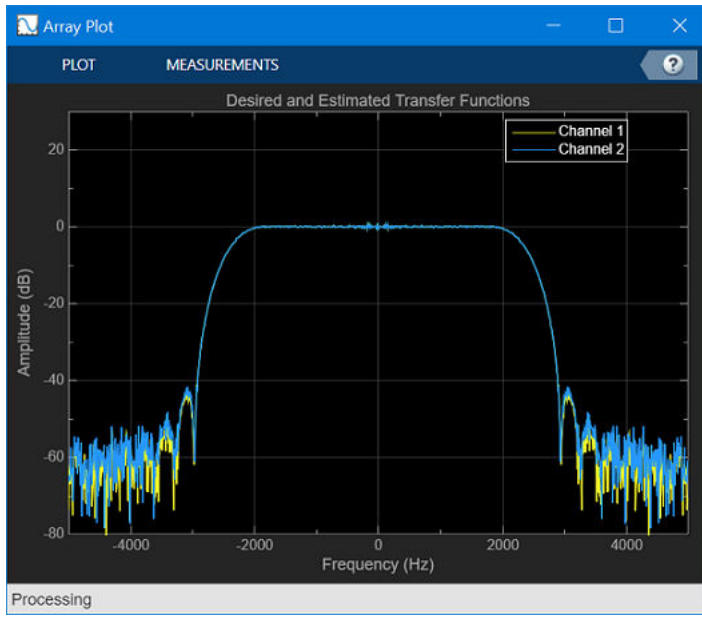 Array Plot
PLOT MEASUREMENTS ?
Desired and Estimated Transfer Functions
Channel 1
Channel 2
20
0
-20
-40
-60
-80
Amplitude (dB)
-4000 -2000 0 2000 4000
Frequency (Hz)
Processing